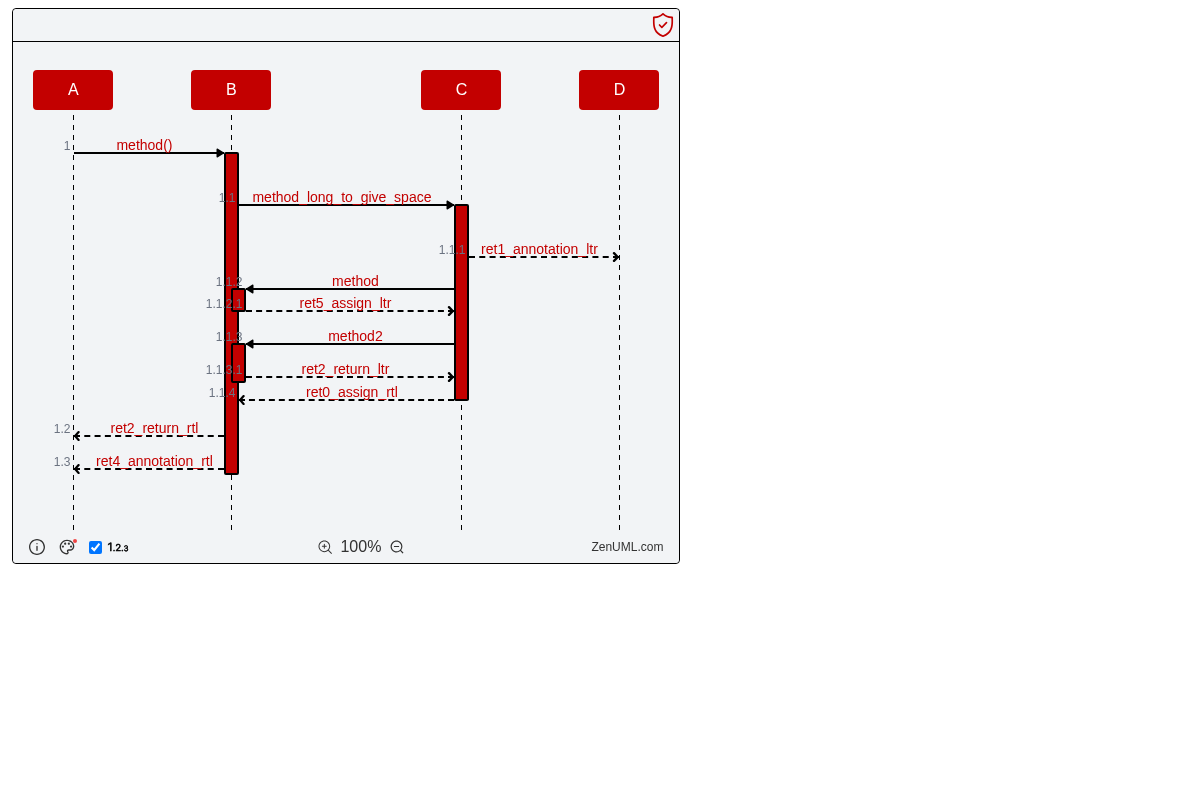 A B C D
1 method()
1.1 method_long_to_give_space
1.1.1 ret1_annotation_ltr
1.1.2 method
1.1.2.1 ret5_assign_ltr
1.1.3 method2
1.1.3.1 ret2_return_ltr
1.1.4 ret0_assign_rtl
1.2 ret2_return_rtl
1.3 ret4_annotation_rtl
1.2.3 100% ZenUML.com